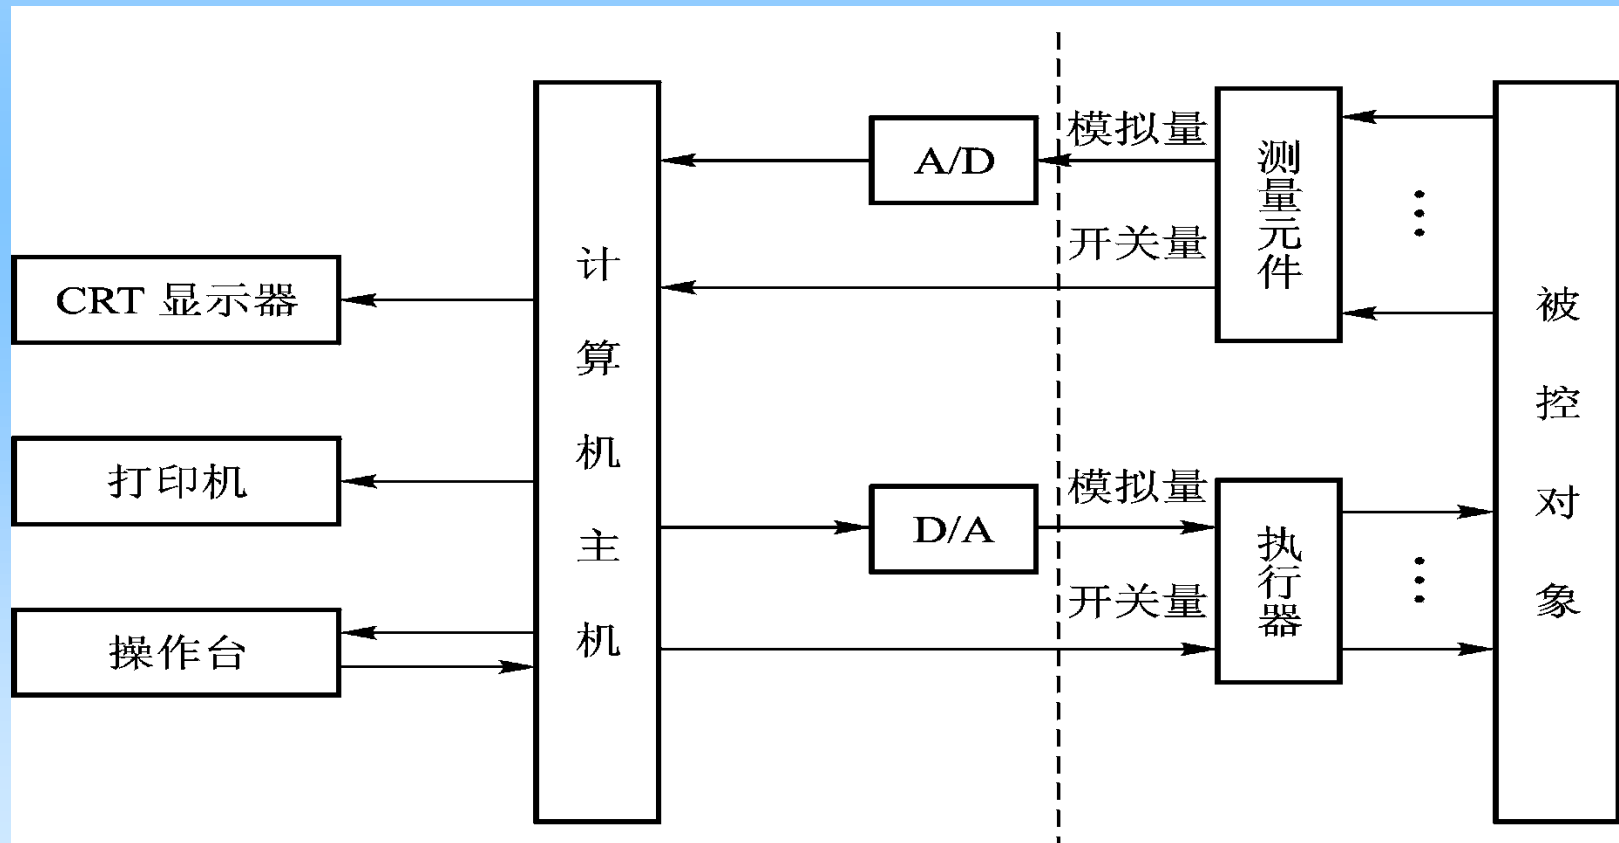 CRT 显示器
打印机
操作台
计算机主机
A/D
D/A
模拟量
开关量
模拟量
开关量
测量元件
执行器
被控对象